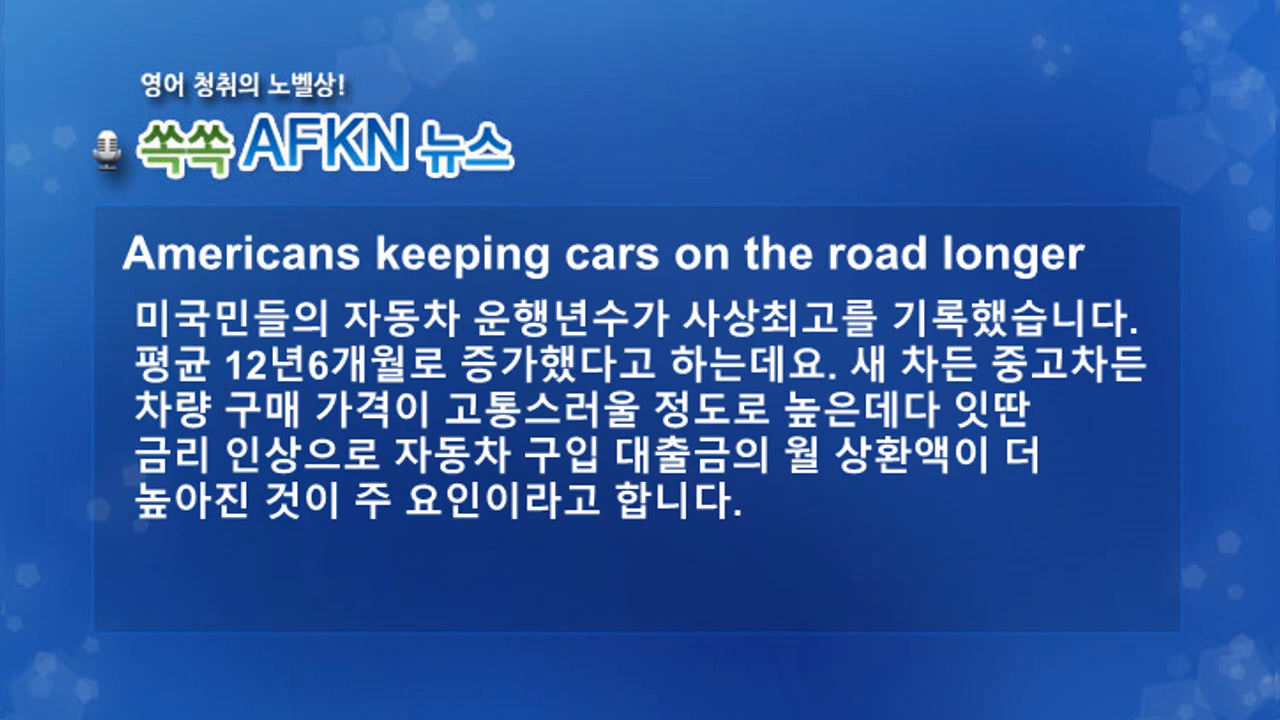 영어 청취의 노벨상!
쏙쏙 AFKN 뉴스
Americans keeping cars on the road longer
미국민들의 자동차 운행년수가 사상최고를 기록했습니다.
평균 12년6개월로 증가했다고 하는데요. 새 차든 중고차든
차량 구매 가격이 고통스러울 정도로 높은데다 잇딴
금리 인상으로 자동차 구입 대출금의 월 상환액이 더
높아진 것이 주 요인이라고 합니다.